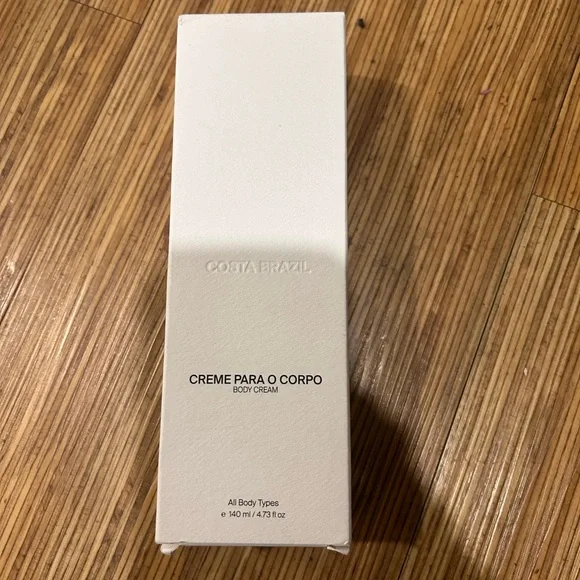 COSTA BRAZIL
CREME PARA O CORPO
BODY CREAM
All Body Types
e 140 ml / 4.73 fl oz